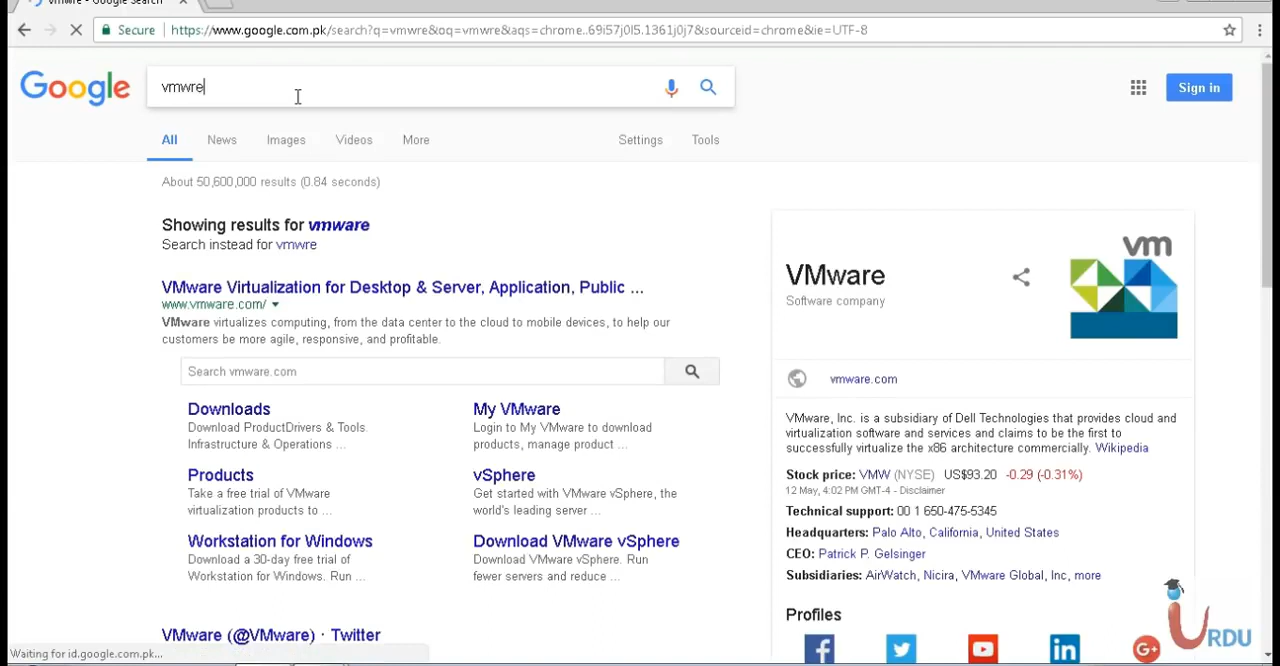 vmwre - Google Search
Secure https://www.google.com.pk/search?q=vmwre&oq=vmwre&aqs=chrome..69i57j0l5.1361j0j7&sourceid=chrome&ie=UTF-8
Google vmwre Sign in
All News Images Videos More Settings Tools
About 50,600,000 results (0.84 seconds)
Showing results for vmware
Search instead for vmwre
VMware Virtualization for Desktop & Server, Application, Public ...
www.vmware.com/
VMware virtualizes computing, from the data center to the cloud to mobile devices, to help our
customers be more agile, responsive, and profitable.
Search vmware.com
Downloads
Download ProductDrivers & Tools.
Infrastructure & Operations ...
My VMware
Login to My VMware to download
products, manage product ...
Products
Take a free trial of VMware
virtualization products to ...
vSphere
Get started with VMware vSphere, the
world's leading server ...
Workstation for Windows
Download a 30-day free trial of
Workstation for Windows. Run ...
Download VMware vSphere
Download VMware vSphere. Run
fewer servers and reduce ...
VMware (@VMware) · Twitter
Waiting for id.google.com.pk...
vm
VMware
Software company
vmware.com
VMware, Inc. is a subsidiary of Dell Technologies that provides cloud and
virtualization software and services and claims to be the first to
successfully virtualize the x86 architecture commercially. Wikipedia
Stock price: VMW (NYSE) US$93.20 -0.29 (-0.31%)
12 May, 4:02 PM GMT-4 - Disclaimer
Technical support: 00 1 650-475-5345
Headquarters: Palo Alto, California, United States
CEO: Patrick P. Gelsinger
Subsidiaries: AirWatch, Nicira, VMware Global, Inc, more
Profiles
f in G+
URDU